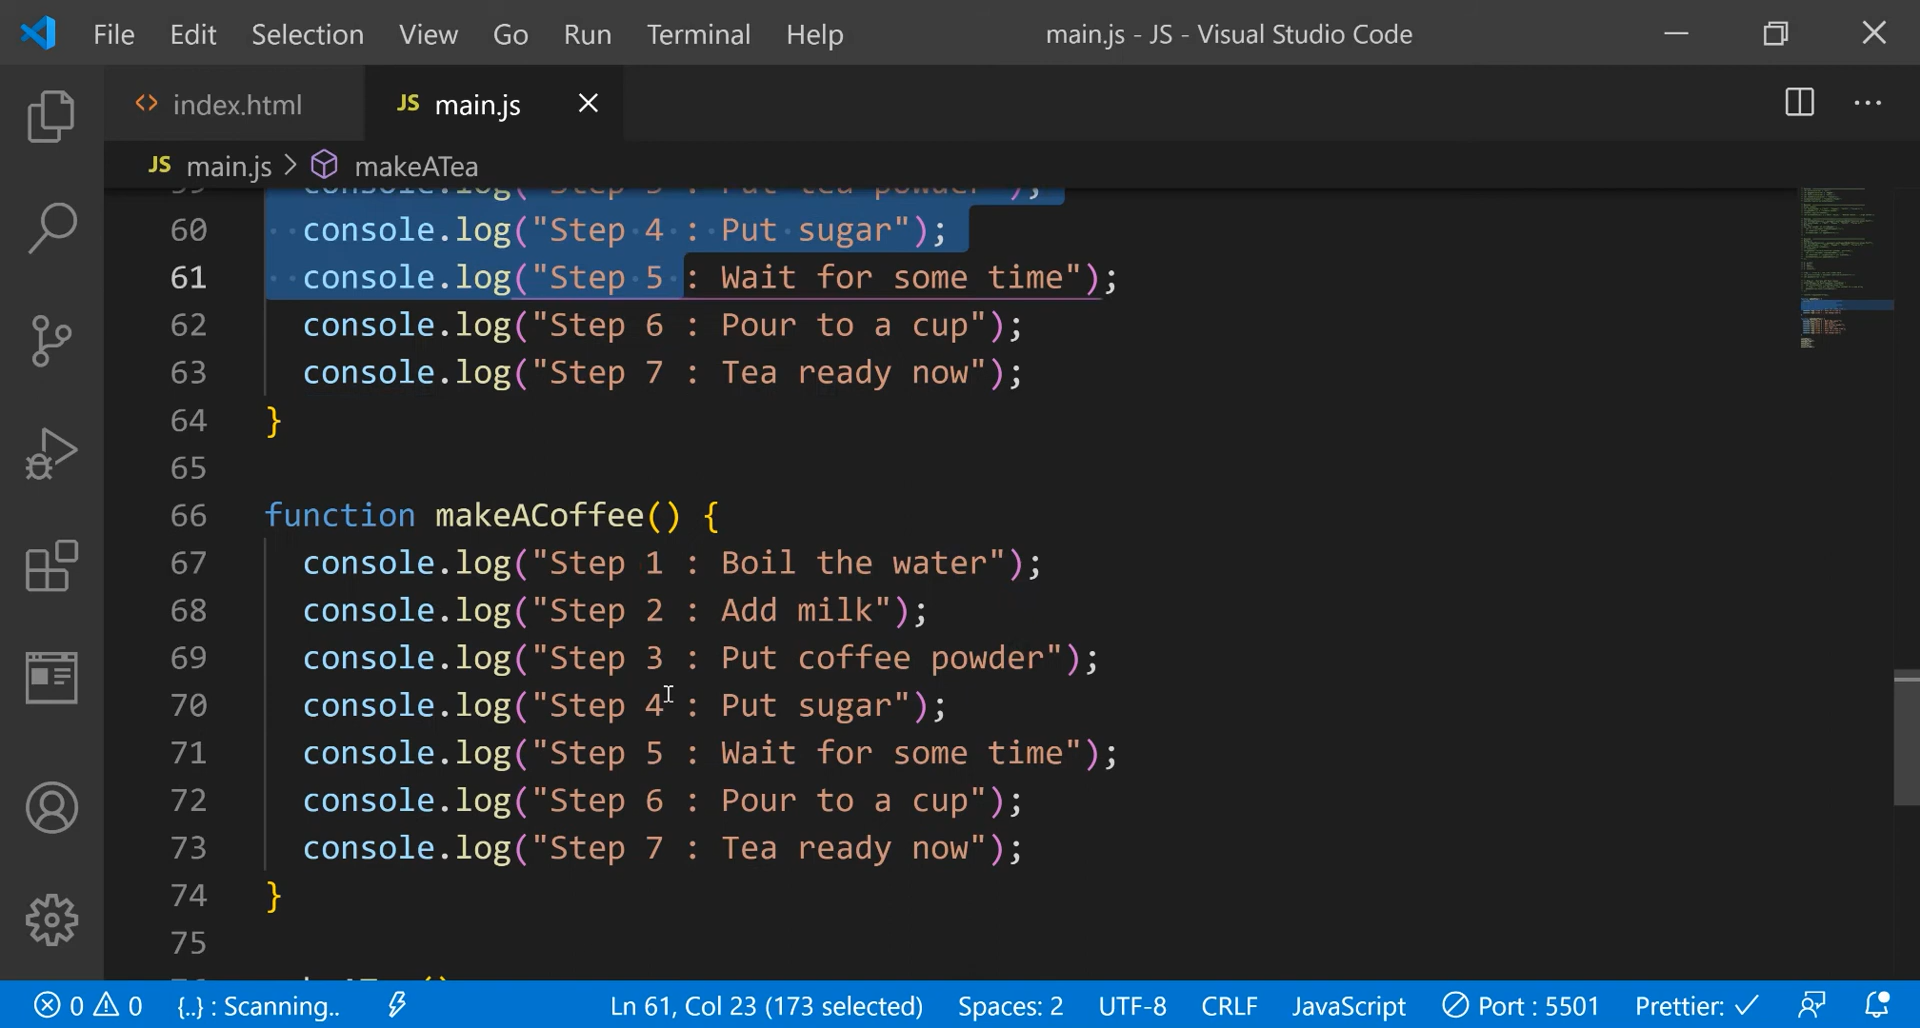 File Edit Selection View Go Run Terminal Help main.js - JS - Visual Studio Code
<> index.html JS main.js
JS main.js > makeATea
console.log("Step 3 : Put tea powder");
60 console.log("Step 4 : Put sugar");
61 console.log("Step 5 : Wait for some time");
62 console.log("Step 6 : Pour to a cup");
63 console.log("Step 7 : Tea ready now");
64 }
65
66 function makeACoffee() {
67 console.log("Step 1 : Boil the water");
68 console.log("Step 2 : Add milk");
69 console.log("Step 3 : Put coffee powder");
70 console.log("Step 4 : Put sugar");
71 console.log("Step 5 : Wait for some time");
72 console.log("Step 6 : Pour to a cup");
73 console.log("Step 7 : Tea ready now");
74 }
75
0 0 {..} : Scanning.. Ln 61, Col 23 (173 selected) Spaces: 2 UTF-8 CRLF JavaScript Port : 5501 Prettier: ✓